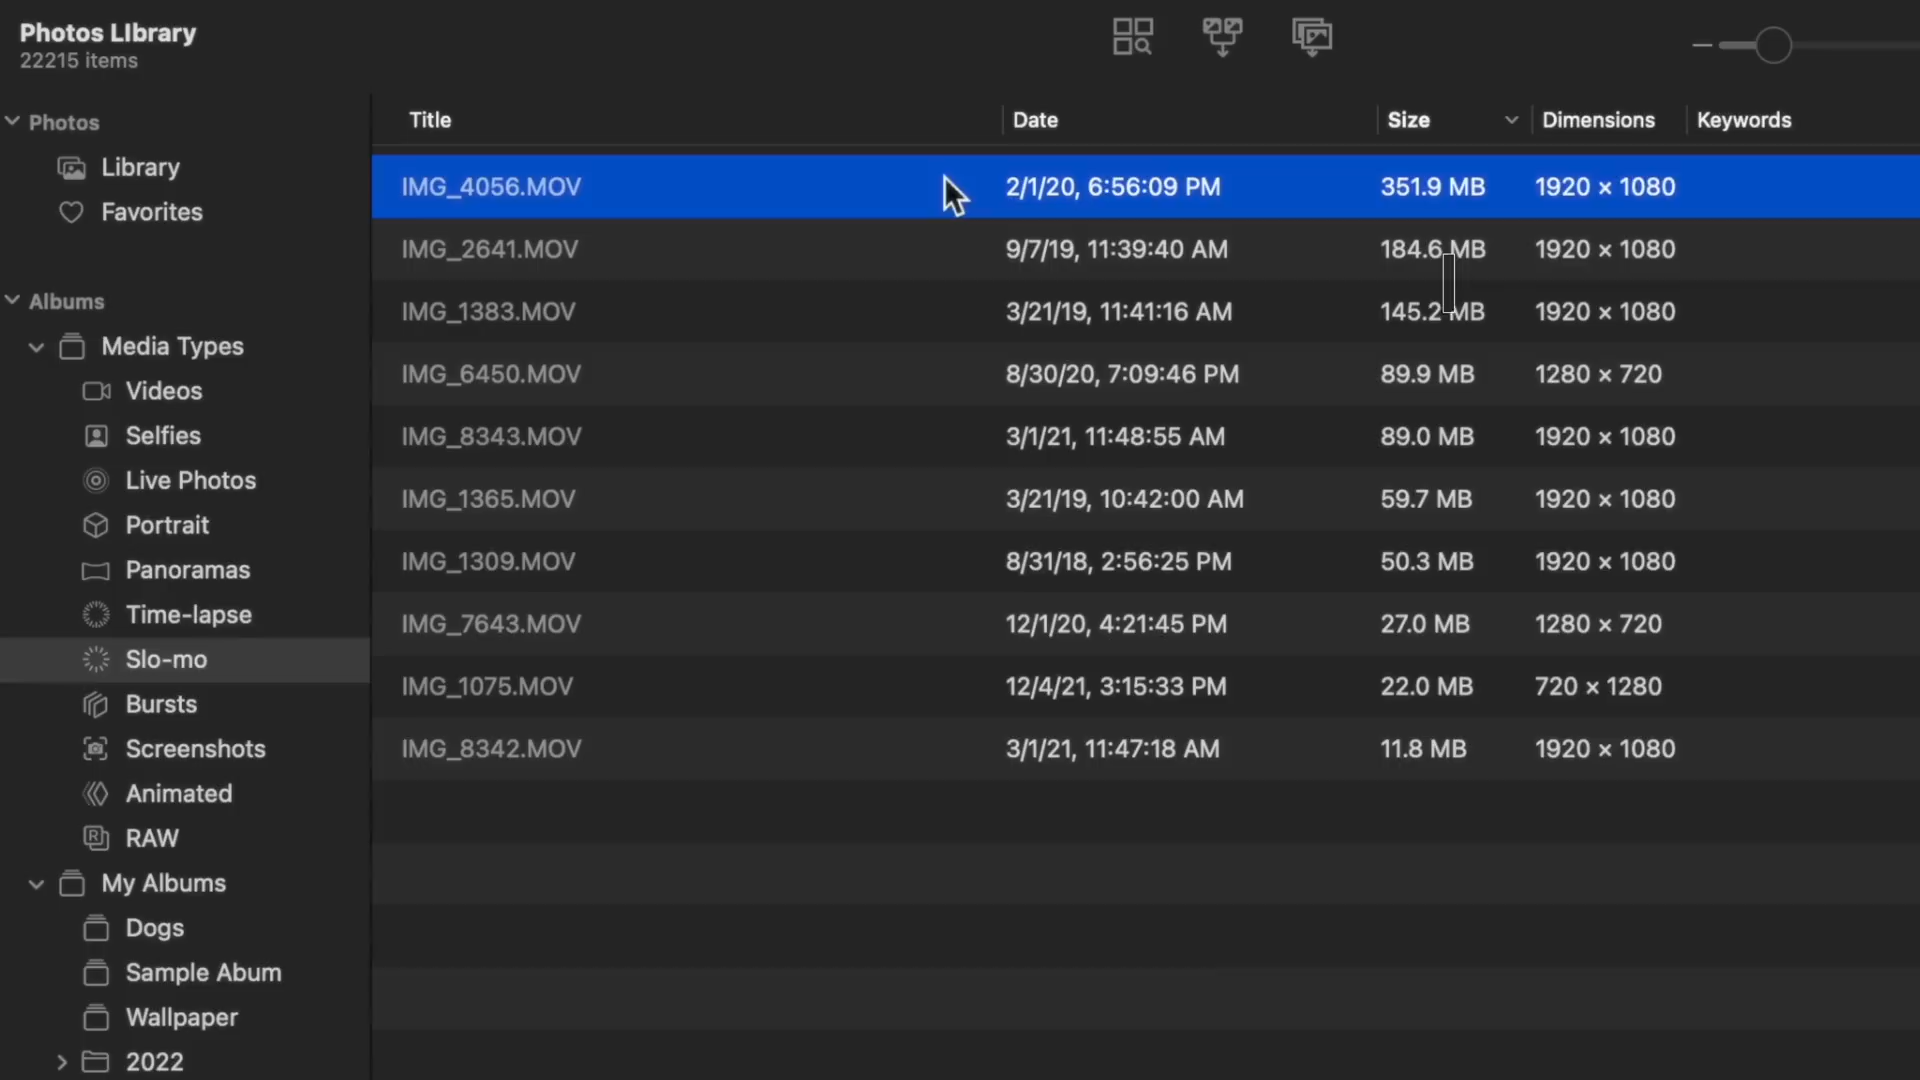 Photos LIbrary
22215 items
Photos
Library
Favorites
Albums
Media Types
Videos
Selfies
Live Photos
Portrait
Panoramas
Time-lapse
Slo-mo
Bursts
Screenshots
Animated
RAW
My Albums
Dogs
Sample Abum
Wallpaper
2022
Title Date Size Dimensions Keywords
IMG_4056.MOV 2/1/20, 6:56:09 PM 351.9 MB 1920 × 1080
IMG_2641.MOV 9/7/19, 11:39:40 AM 184.6 MB 1920 × 1080
IMG_1383.MOV 3/21/19, 11:41:16 AM 145.2 MB 1920 × 1080
IMG_6450.MOV 8/30/20, 7:09:46 PM 89.9 MB 1280 × 720
IMG_8343.MOV 3/1/21, 11:48:55 AM 89.0 MB 1920 × 1080
IMG_1365.MOV 3/21/19, 10:42:00 AM 59.7 MB 1920 × 1080
IMG_1309.MOV 8/31/18, 2:56:25 PM 50.3 MB 1920 × 1080
IMG_7643.MOV 12/1/20, 4:21:45 PM 27.0 MB 1280 × 720
IMG_1075.MOV 12/4/21, 3:15:33 PM 22.0 MB 720 × 1280
IMG_8342.MOV 3/1/21, 11:47:18 AM 11.8 MB 1920 × 1080